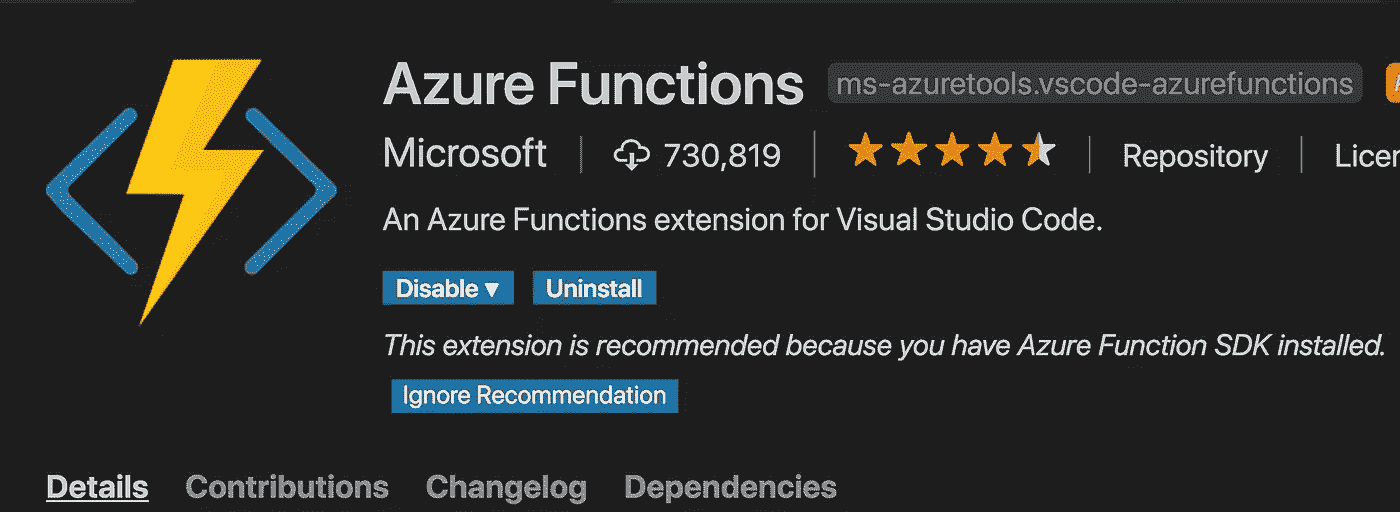 Azure Functions ms-azuretools.vscode-azurefunctions
Microsoft 730,819 Repository
An Azure Functions extension for Visual Studio Code.
Disable ▼ Uninstall
This extension is recommended because you have Azure Function SDK installed.
Ignore Recommendation
Details Contributions Changelog Dependencies